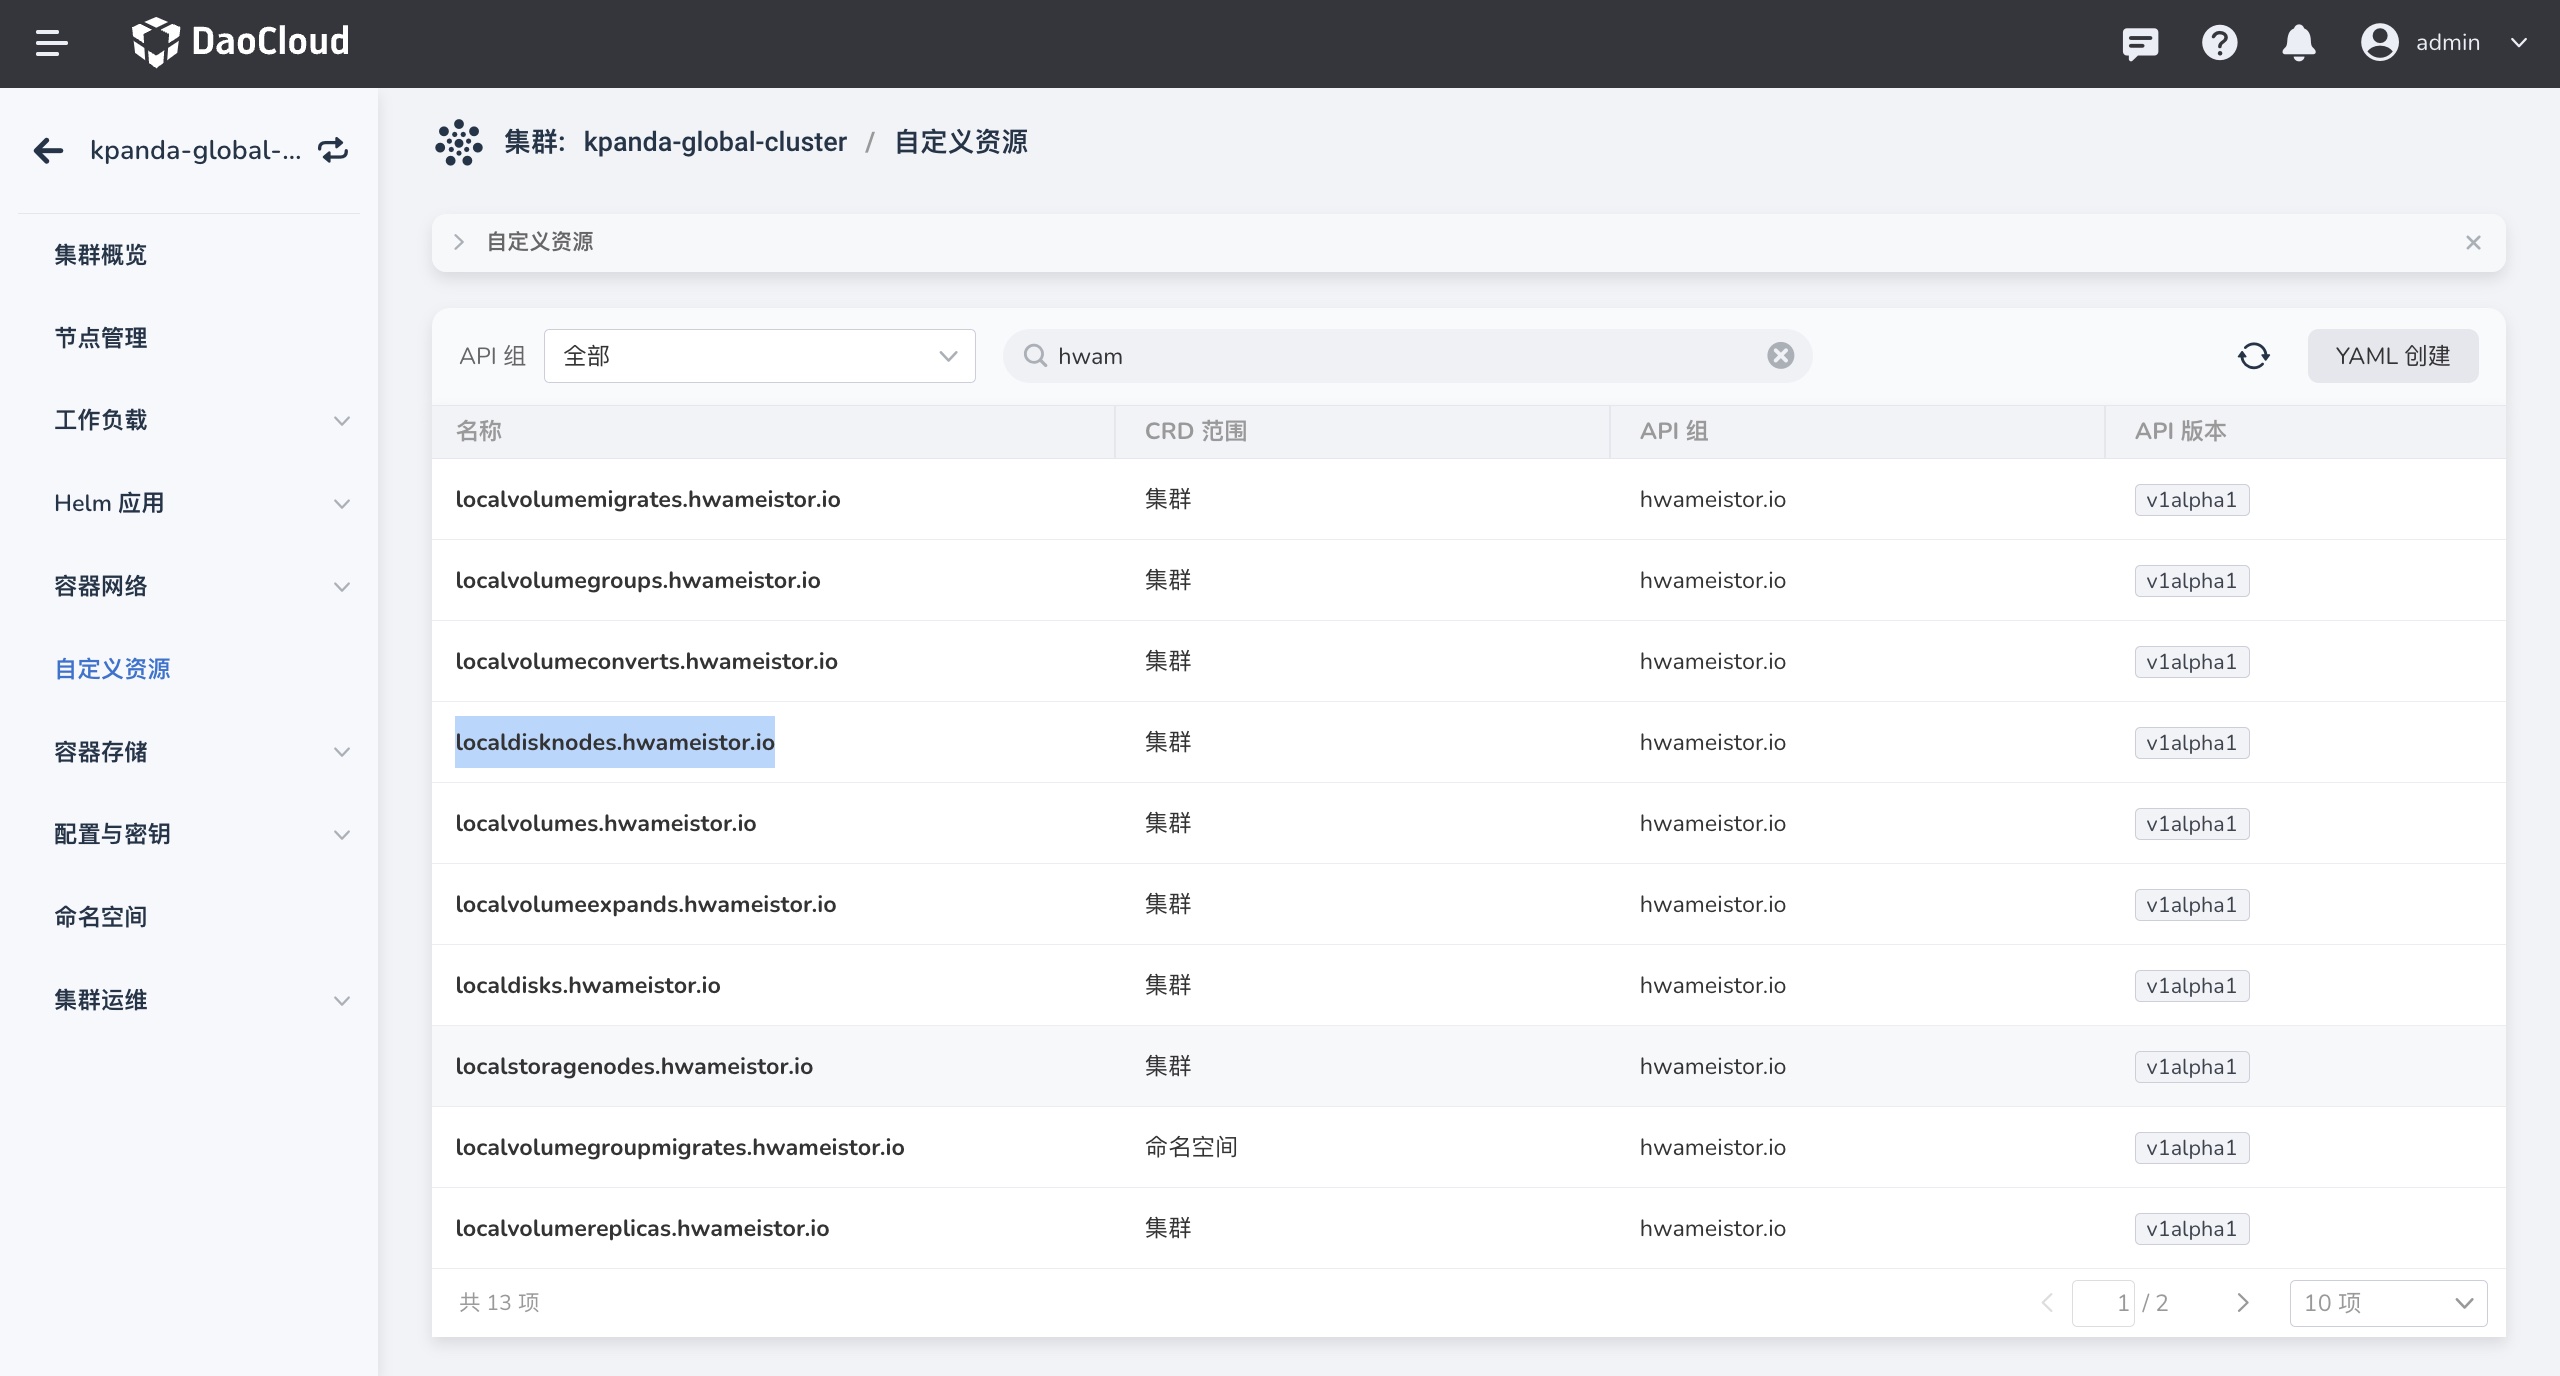 DaoCloud
admin
kpanda-global-...
集群概览
节点管理
工作负载
Helm 应用
容器网络
自定义资源
容器存储
配置与密钥
命名空间
集群运维
集群: kpanda-global-cluster / 自定义资源
自定义资源
API 组 全部 hwam YAML 创建
名称 CRD 范围 API 组 API 版本
localvolumemigrates.hwameistor.io 集群 hwameistor.io v1alpha1
localvolumegroups.hwameistor.io 集群 hwameistor.io v1alpha1
localvolumeconverts.hwameistor.io 集群 hwameistor.io v1alpha1
localdisknodes.hwameistor.io 集群 hwameistor.io v1alpha1
localvolumes.hwameistor.io 集群 hwameistor.io v1alpha1
localvolumeexpands.hwameistor.io 集群 hwameistor.io v1alpha1
localdisks.hwameistor.io 集群 hwameistor.io v1alpha1
localstoragenodes.hwameistor.io 集群 hwameistor.io v1alpha1
localvolumegroupmigrates.hwameistor.io 命名空间 hwameistor.io v1alpha1
localvolumereplicas.hwameistor.io 集群 hwameistor.io v1alpha1
共 13 项 1 / 2 10 项